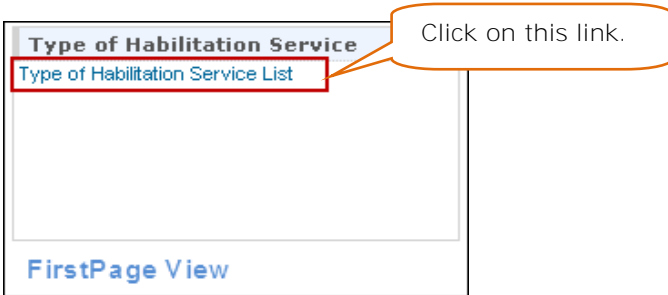 Type of Habilitation Service
Click on this link.
Type of Habilitation Service List
FirstPage View